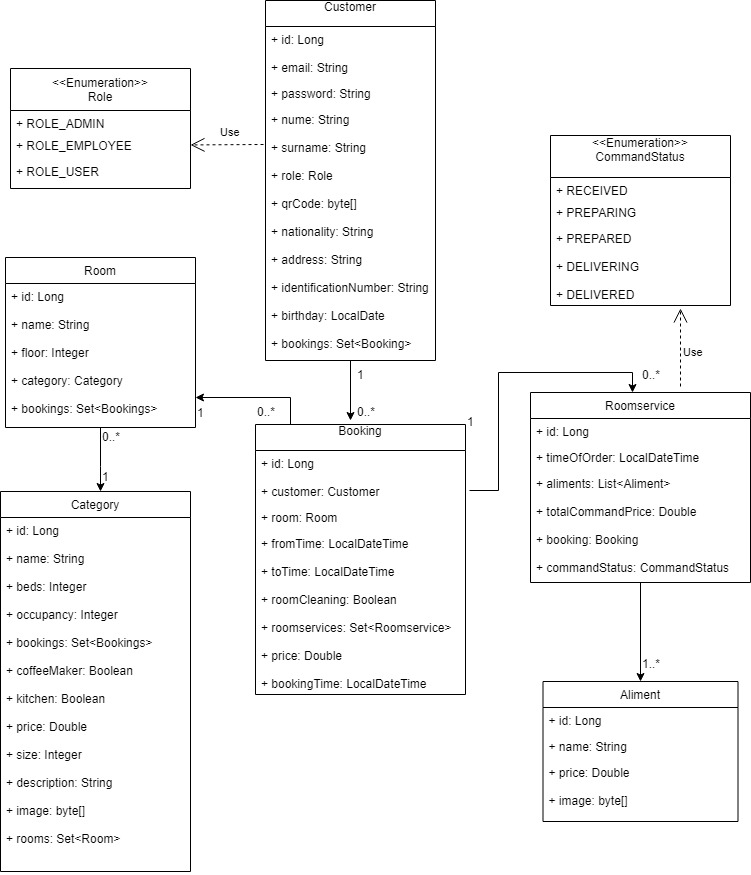 Customer
+ id: Long
+ email: String
+ password: String
+ nume: String
+ surname: String
+ role: Role
+ qrCode: byte[]
+ nationality: String
+ address: String
+ identificationNumber: String
+ birthday: LocalDate
+ bookings: Set<Booking>
<<Enumeration>>
Role
+ ROLE_ADMIN
+ ROLE_EMPLOYEE
+ ROLE_USER
Use
<<Enumeration>>
CommandStatus
+ RECEIVED
+ PREPARING
+ PREPARED
+ DELIVERING
+ DELIVERED
Use
Room
+ id: Long
+ name: String
+ floor: Integer
+ category: Category
+ bookings: Set<Bookings>
1
0..*
1
0..*
1
0..*
0..*
1
Booking
+ id: Long
+ customer: Customer
+ room: Room
+ fromTime: LocalDateTime
+ toTime: LocalDateTime
+ roomCleaning: Boolean
+ roomservices: Set<Roomservice>
+ price: Double
+ bookingTime: LocalDateTime
Roomservice
+ id: Long
+ timeOfOrder: LocalDateTime
+ aliments: List<Aliment>
+ totalCommandPrice: Double
+ booking: Booking
+ commandStatus: CommandStatus
Category
+ id: Long
+ name: String
+ beds: Integer
+ occupancy: Integer
+ bookings: Set<Bookings>
+ coffeeMaker: Boolean
+ kitchen: Boolean
+ price: Double
+ size: Integer
+ description: String
+ image: byte[]
+ rooms: Set<Room>
1..*
Aliment
+ id: Long
+ name: String
+ price: Double
+ image: byte[]